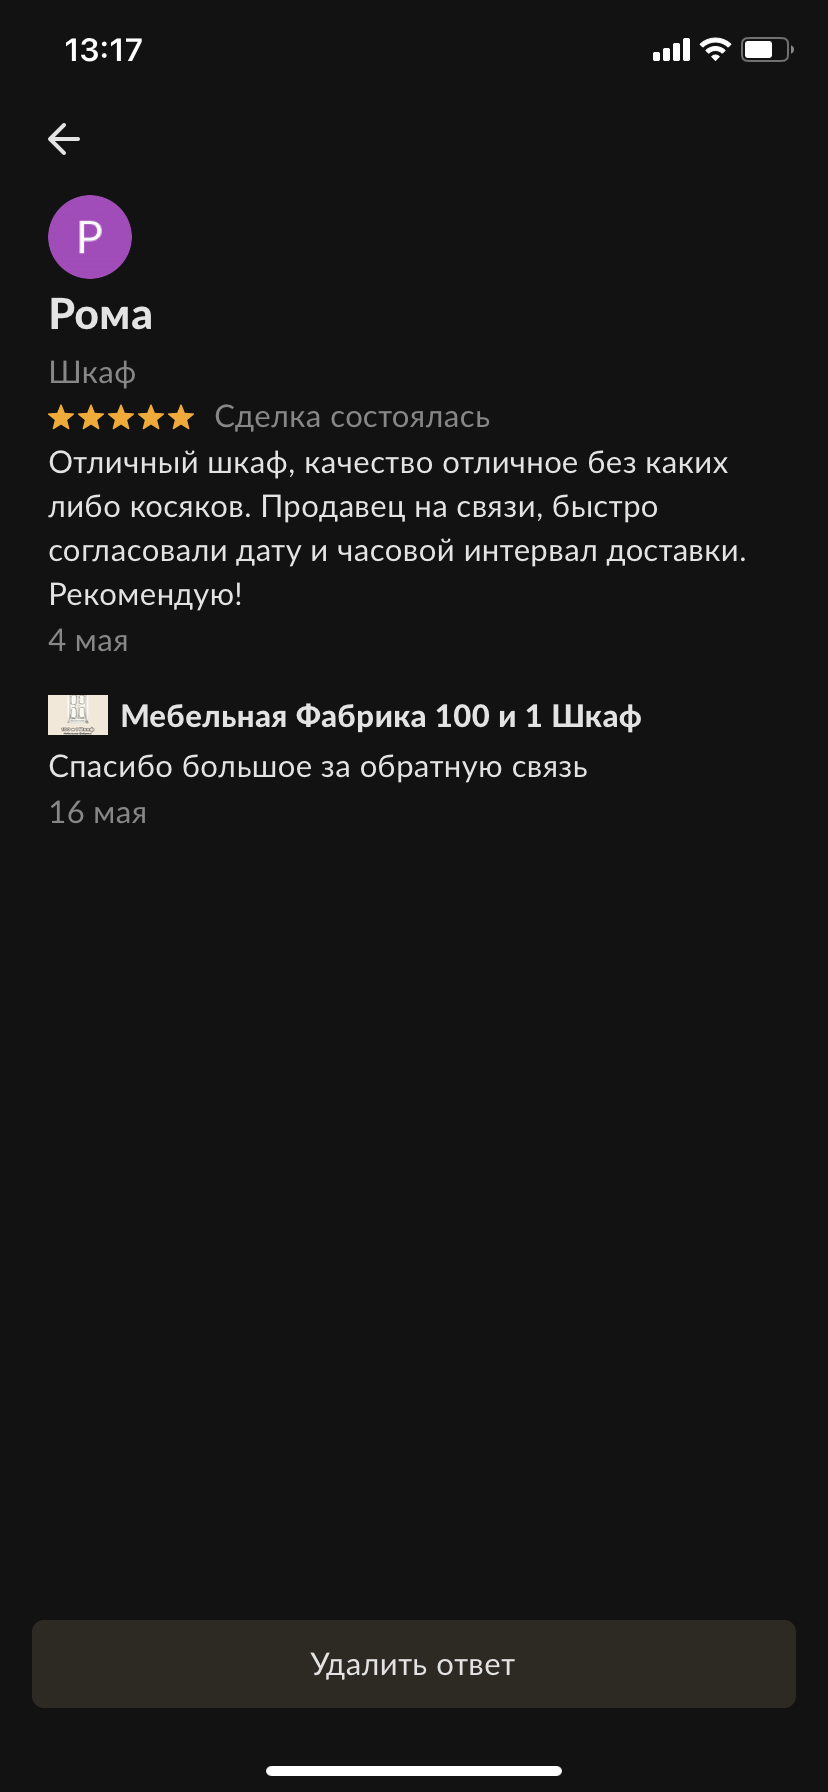 13:17
Р
Рома
Шкаф
Сделка состоялась
Отличный шкаф, качество отличное без каких
либо косяков. Продавец на связи, быстро
согласовали дату и часовой интервал доставки.
Рекомендую!
4 мая
Мебельная Фабрика 100 и 1 Шкаф
Спасибо большое за обратную связь
16 мая
Удалить ответ